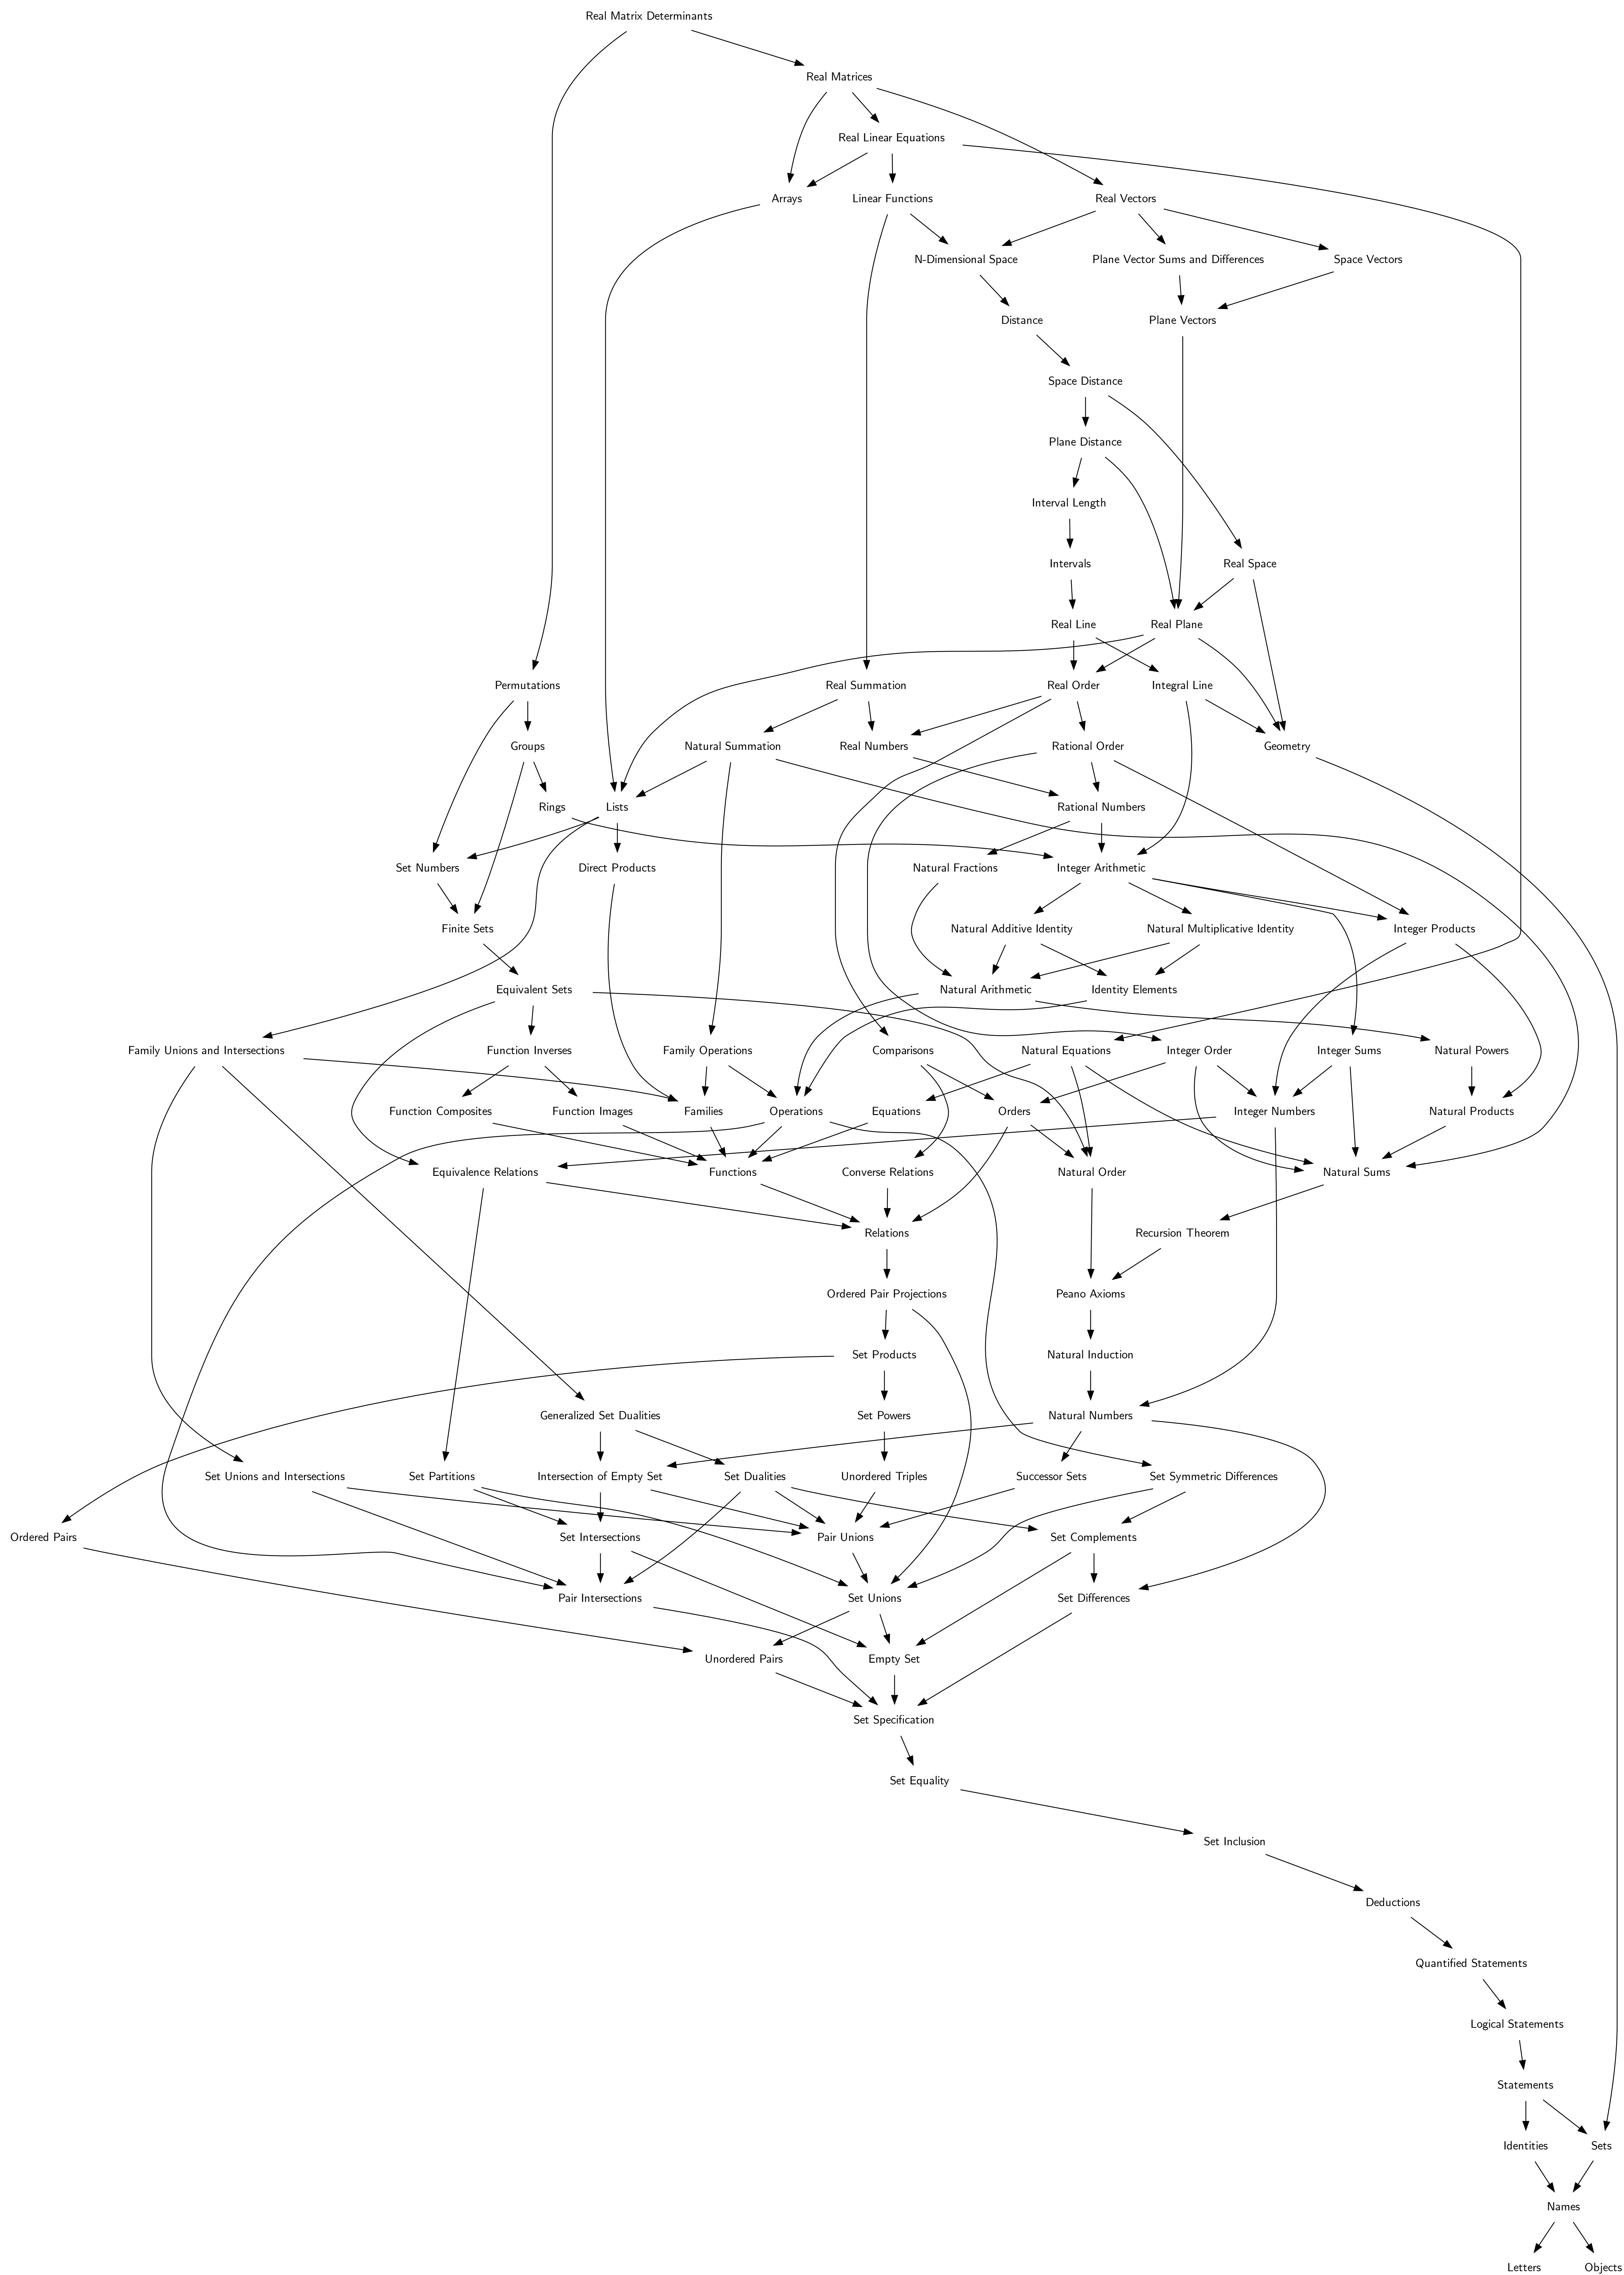 Real Matrix Determinants
Real Matrices
Real Linear Equations
Arrays
Linear Functions
Real Vectors
N-Dimensional Space
Plane Vector Sums and Differences
Space Vectors
Distance
Plane Vectors
Space Distance
Plane Distance
Interval Length
Intervals
Real Space
Real Line
Real Plane
Permutations
Real Summation
Real Order
Integral Line
Groups
Natural Summation
Real Numbers
Rational Order
Geometry
Rings
Lists
Rational Numbers
Set Numbers
Direct Products
Natural Fractions
Integer Arithmetic
Finite Sets
Natural Additive Identity
Natural Multiplicative Identity
Integer Products
Equivalent Sets
Natural Arithmetic
Identity Elements
Family Unions and Intersections
Function Inverses
Family Operations
Comparisons
Natural Equations
Integer Order
Integer Sums
Natural Powers
Function Composites
Function Images
Families
Operations
Equations
Orders
Integer Numbers
Natural Products
Equivalence Relations
Functions
Converse Relations
Natural Order
Natural Sums
Relations
Recursion Theorem
Ordered Pair Projections
Peano Axioms
Set Products
Natural Induction
Generalized Set Dualities
Set Powers
Natural Numbers
Set Unions and Intersections
Set Partitions
Intersection of Empty Set
Set Dualities
Unordered Triples
Successor Sets
Set Symmetric Differences
Ordered Pairs
Set Intersections
Pair Unions
Set Complements
Pair Intersections
Set Unions
Set Differences
Unordered Pairs
Empty Set
Set Specification
Set Equality
Set Inclusion
Deductions
Quantified Statements
Logical Statements
Statements
Identities
Sets
Names
Letters
Objects